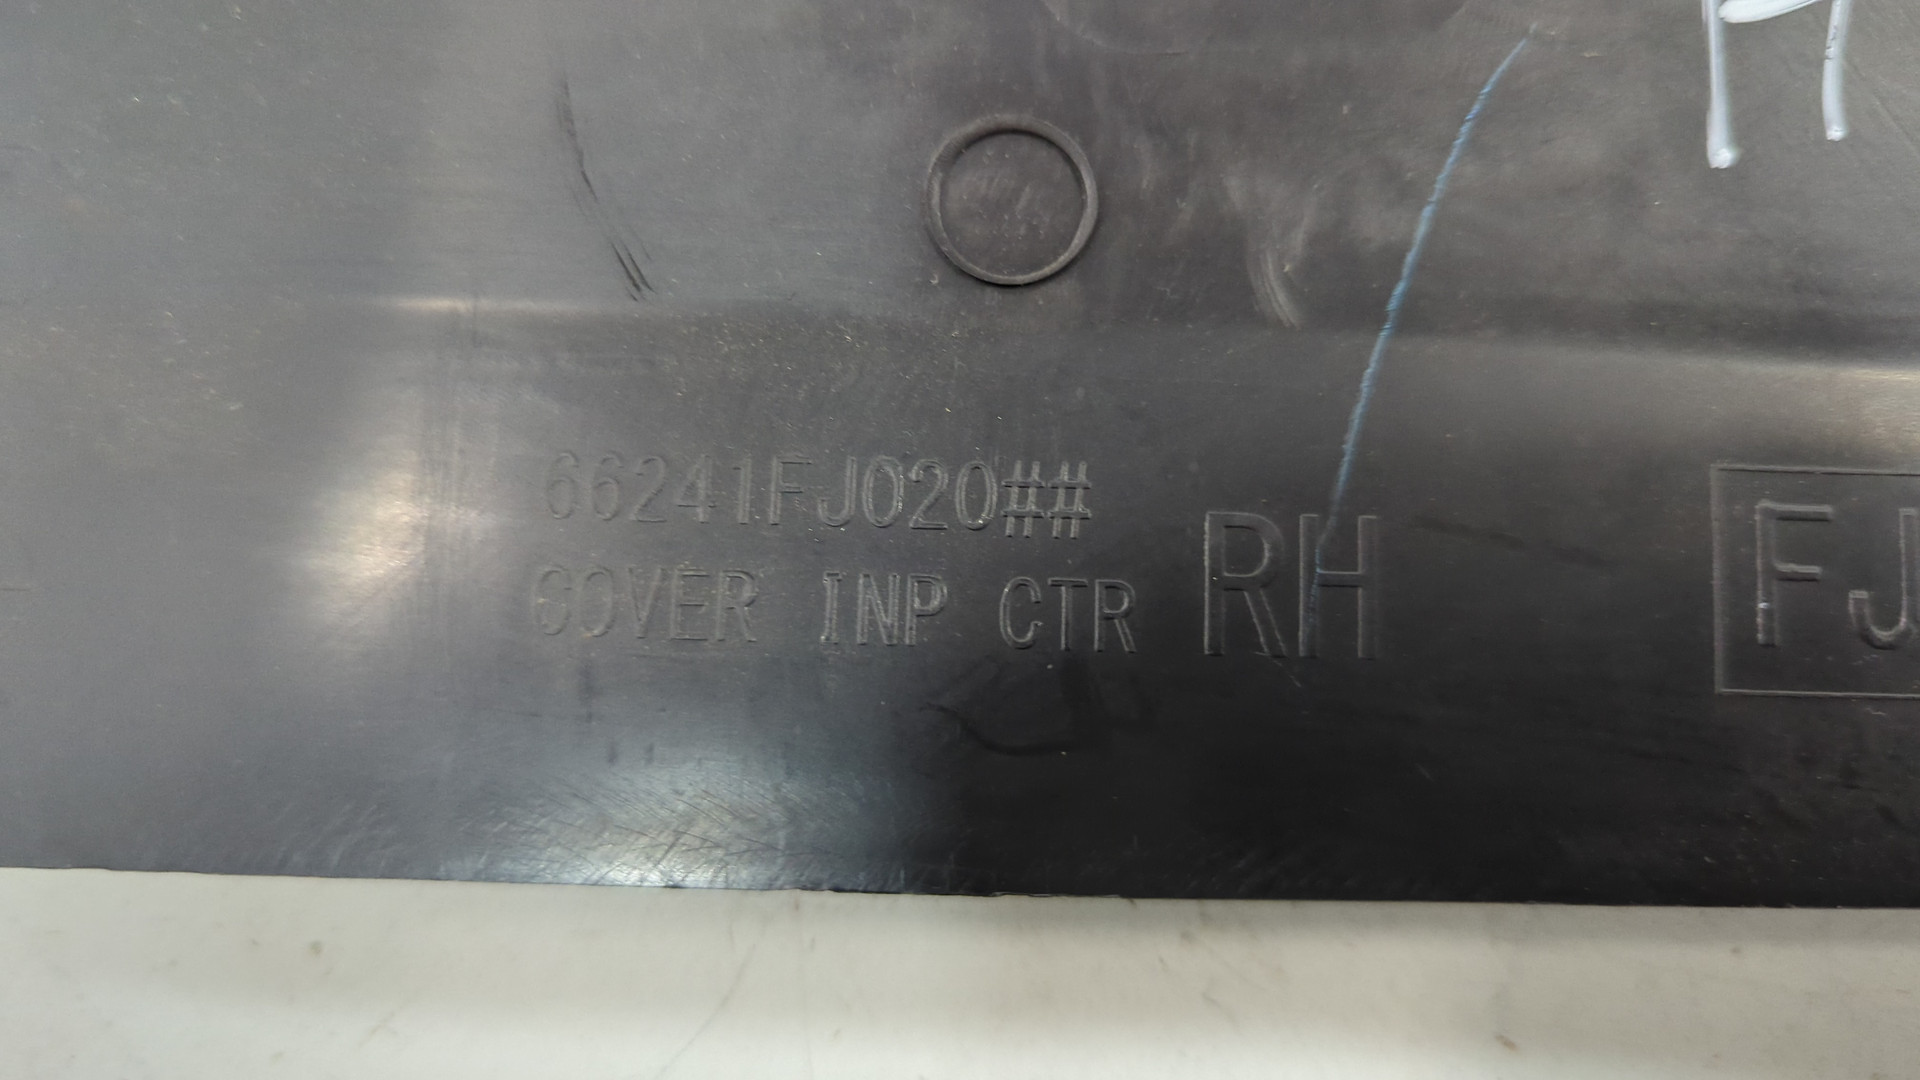 66241FJ020##
COVER INP CTR RH
FJ